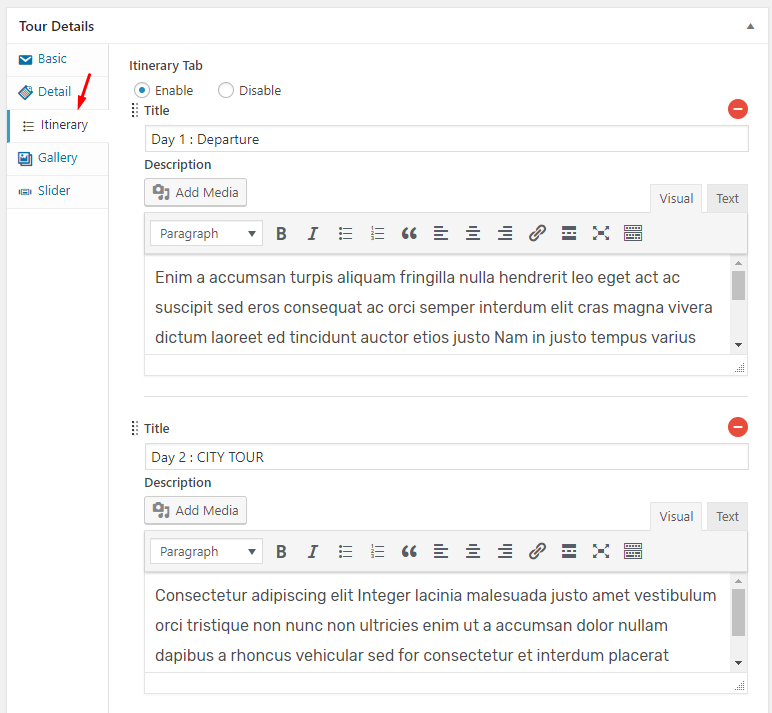 Tour Details
Basic
Detail
Itinerary
Gallery
Slider
Itinerary Tab
Enable Disable
Title
Day 1 : Departure
Description
Add Media
Visual Text
Paragraph B I
Enim a accumsan turpis aliquam fringilla nulla hendrerit leo eget act ac
suscipit sed eros consequat ac orci semper interdum elit cras magna vivera
dictum laoreet ed tincidunt auctor etios justo Nam in justo tempus varius
Title
Day 2 : CITY TOUR
Description
Add Media
Visual Text
Paragraph B I
Consectetur adipiscing elit Integer lacinia malesuada justo amet vestibulum
orci tristique non nunc non ultricies enim ut a accumsan dolor nullam
dapibus a rhoncus vehicular sed for consectetur et interdum placerat